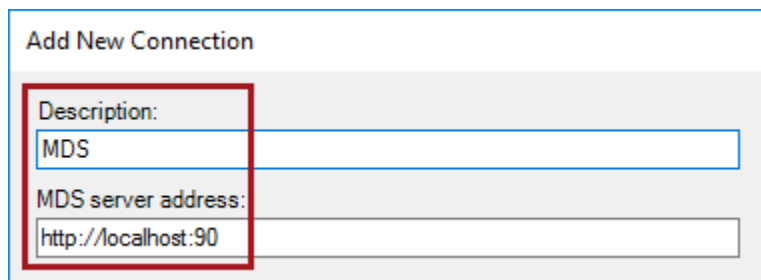 Add New Connection
Description:
MDS
MDS server address:
http://localhost:90